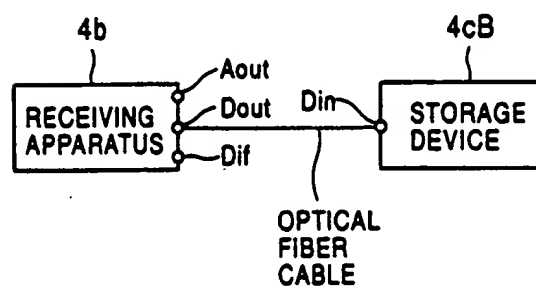 4b
4cB
Aout
RECEIVING
APPARATUS
Dout
Din
STORAGE
DEVICE
Dif
OPTICAL
FIBER
CABLE